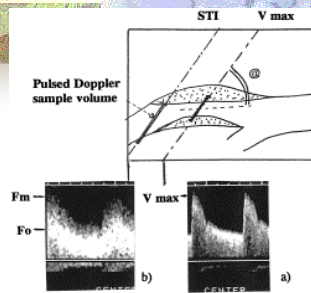 STI V max
@
Pulsed Doppler
sample volume
Fm
V max
Fo
b)
a)
CENTER
CENTER